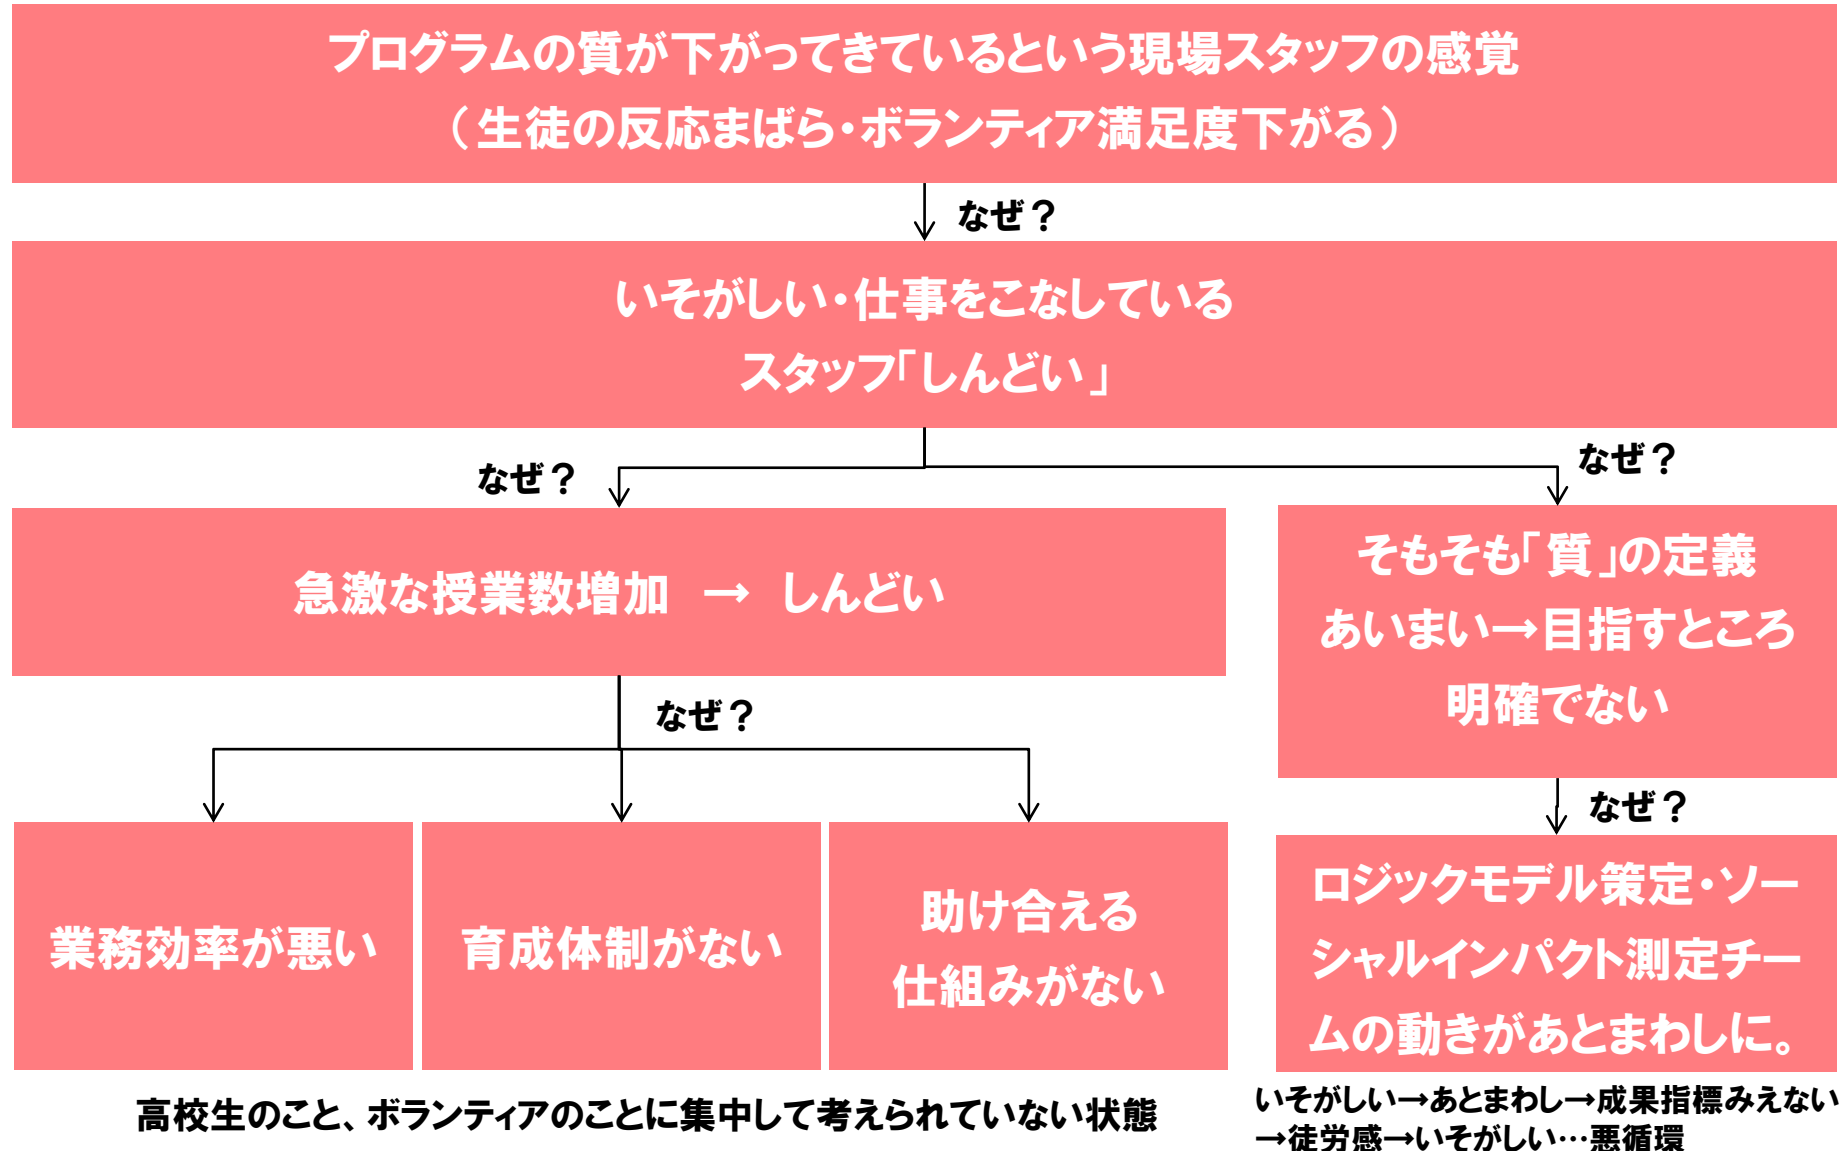 プログラムの質が下がってきているという現場スタッフの感覚
（生徒の反応まばら・ボランティア満足度下がる）
なぜ？
いそがしい・仕事をこなしている
スタッフ「しんどい」
なぜ？
なぜ？
急激な授業数増加　→　しんどい
そもそも「質」の定義
あいまい→目指すところ
明確でない
なぜ？
なぜ？
業務効率が悪い
育成体制がない
助け合える
仕組みがない
ロジックモデル策定・ソー
シャルインパクト測定チー
ムの動きがあとまわしに。
高校生のこと、ボランティアのことに集中して考えられていない状態
いそがしい→あとまわし→成果指標みえない
→徒労感→いそがしい…悪循環